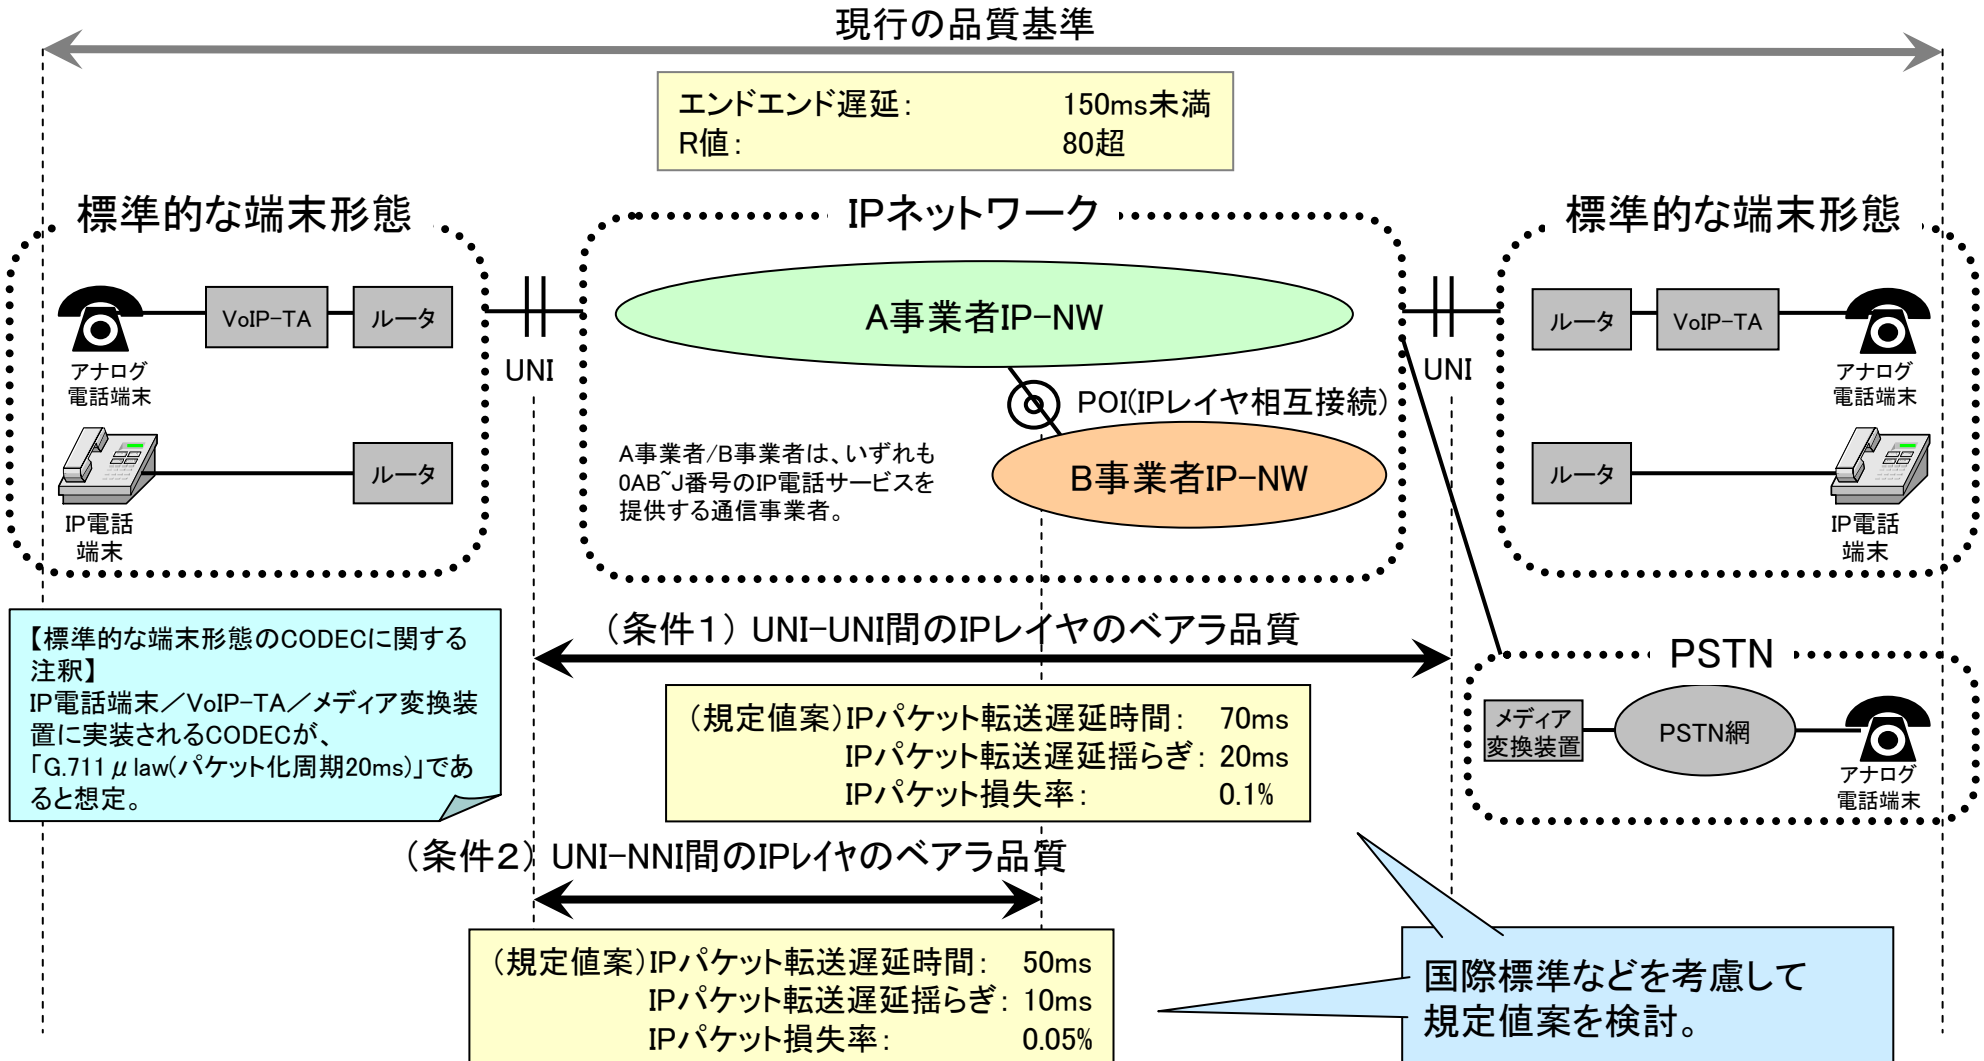 現行の品質基準
エンドエンド遅延： 150ms未満
R値： 80超
標準的な端末形態
IPネットワーク
標準的な端末形態
VoIP-TA
ルータ
アナログ
電話端末
ルータ
IP電話
端末
UNI
A事業者IP-NW
POI(IPレイヤ相互接続)
A事業者/B事業者は、いずれも
0AB~J番号のIP電話サービスを
提供する通信事業者。
B事業者IP-NW
UNI
ルータ
VoIP-TA
アナログ
電話端末
ルータ
IP電話
端末
【標準的な端末形態のCODECに関する
注釈】
IP電話端末／VoIP-TA／メディア変換装
置に実装されるCODECが、
「G.711μlaw(パケット化周期20ms)」であ
ると想定。
（条件１） UNI-UNI間のIPレイヤのベアラ品質
（規定値案）IPパケット転送遅延時間： 70ms
IPパケット転送遅延揺らぎ： 20ms
IPパケット損失率： 0.1%
PSTN
メディア
変換装置
PSTN網
アナログ
電話端末
（条件２） UNI-NNI間のIPレイヤのベアラ品質
（規定値案）IPパケット転送遅延時間： 50ms
IPパケット転送遅延揺らぎ： 10ms
IPパケット損失率： 0.05%
国際標準などを考慮して
規定値案を検討。